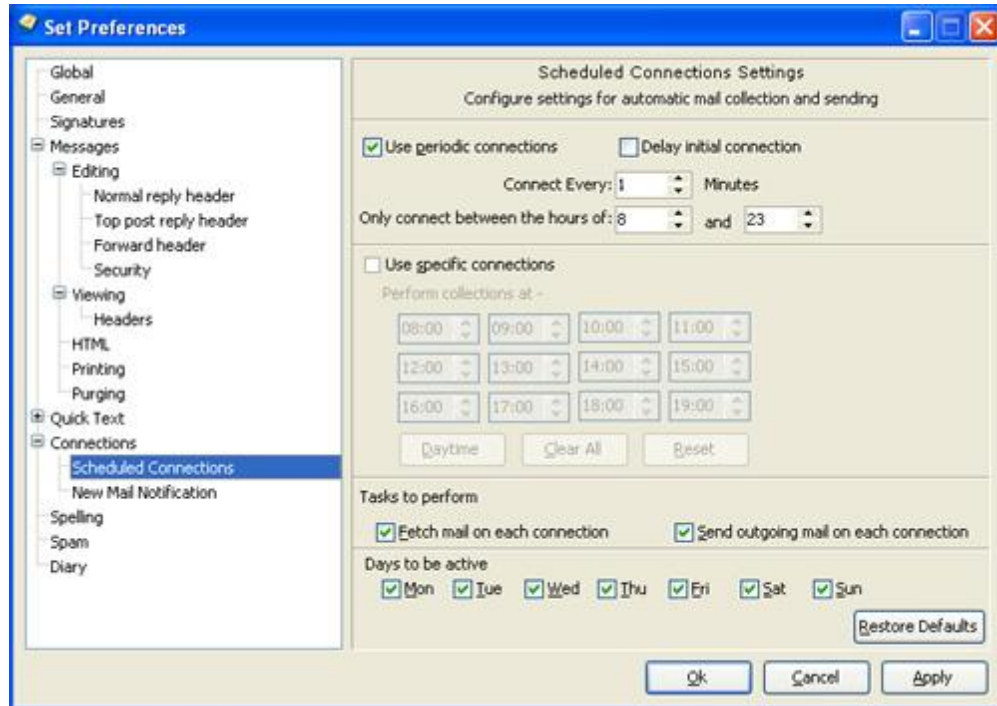 Set Preferences
Global
General
Signatures
Messages
Editing
Normal reply header
Top post reply header
Forward header
Security
Viewing
Headers
HTML
Printing
Purging
Quick Text
Connections
Scheduled Connections
New Mail Notification
Spelling
Spam
Diary
Scheduled Connections Settings
Configure settings for automatic mail collection and sending
Use periodic connections Delay initial connection
Connect Every: 1 Minutes
Only connect between the hours of: 8 and 23
Use specific connections
Perform collections at -
08:00 09:00 10:00 11:00
12:00 13:00 14:00 15:00
16:00 17:00 18:00 19:00
Daytime Clear All Reset
Tasks to perform
Fetch mail on each connection Send outgoing mail on each connection
Days to be active
Mon Tue Wed Thu Fri Sat Sun
Restore Defaults
Ok Cancel Apply